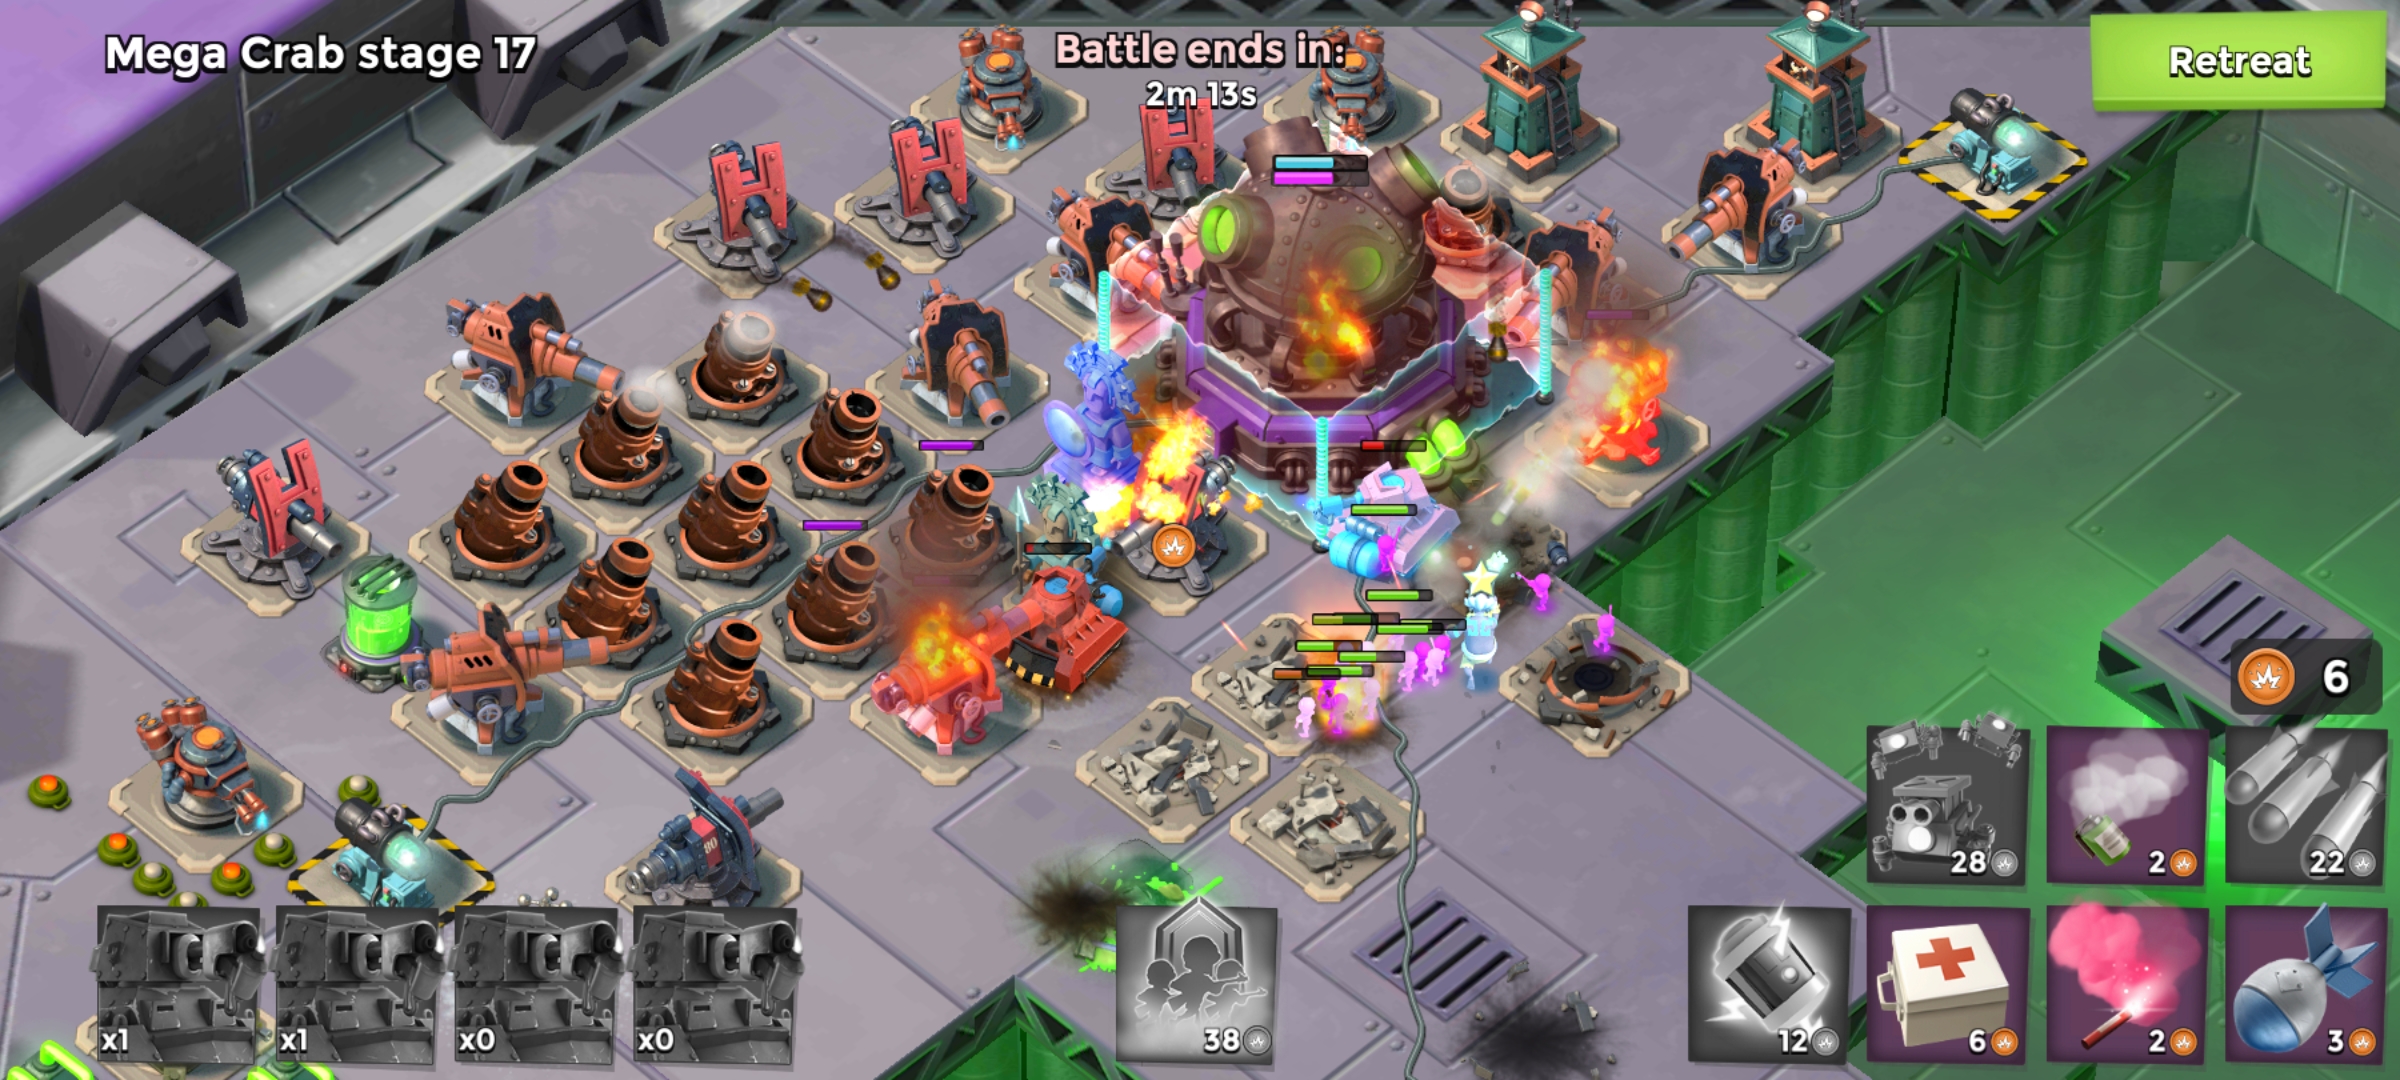 Mega Crab stage 17
Battle ends in:
2m 13s
Retreat
6
28
2
22
x1
x1
x0
x0
38
12
6
2
3